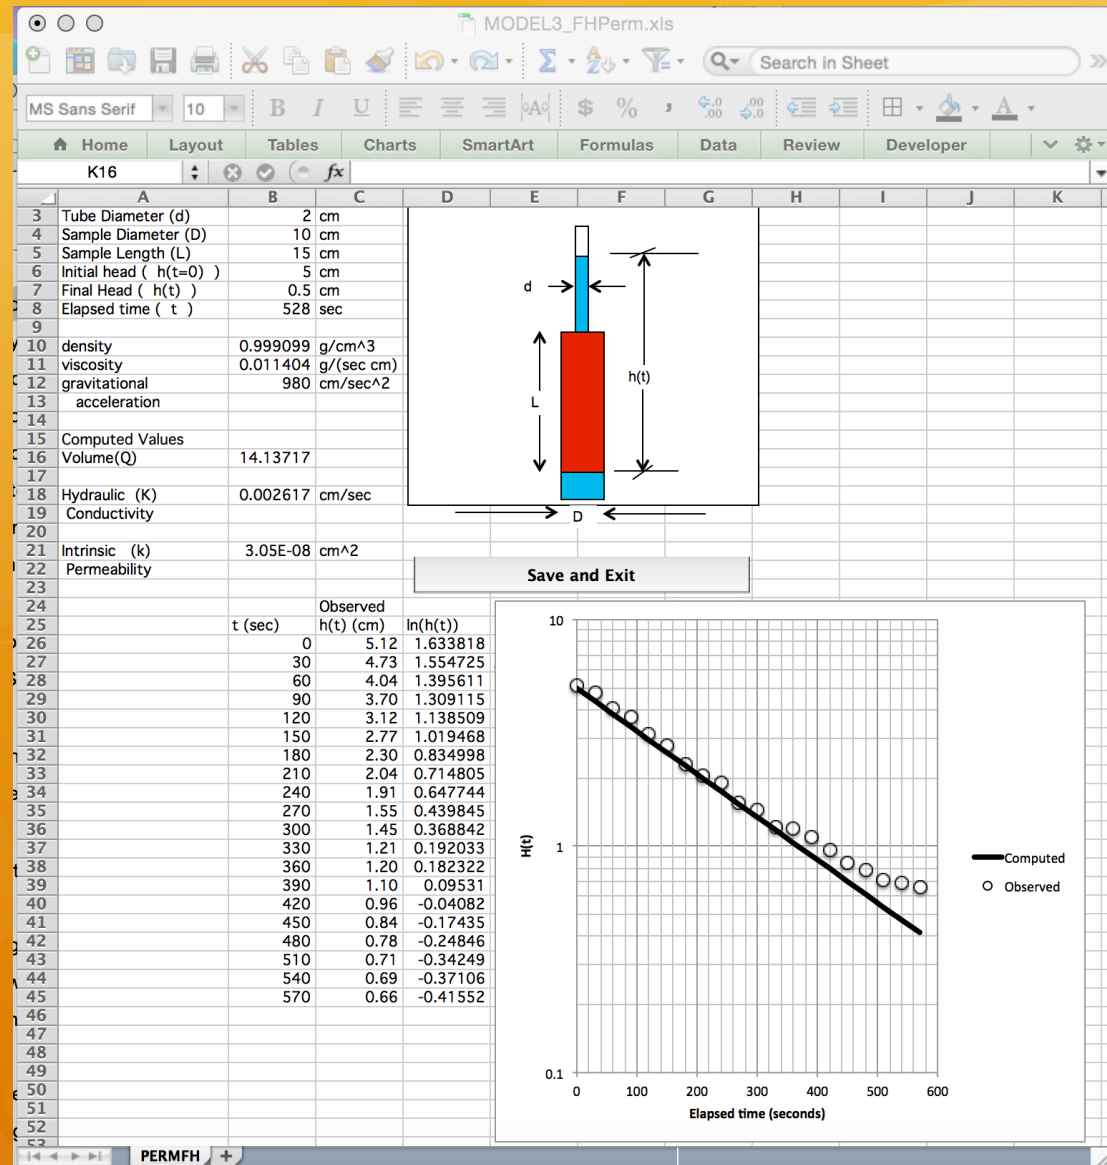 MODEL3_FHPerm.xls
Search in Sheet
MS Sans Serif 10 B I U $ %
Home Layout Tables Charts SmartArt Formulas Data Review Developer
K16 fx
A B C D E F G H I J K
3 Tube Diameter (d) 2 cm
4 Sample Diameter (D) 10 cm
5 Sample Length (L) 15 cm
6 Initial head ( h(t=0) ) 5 cm
7 Final Head ( h(t) ) 0.5 cm
8 Elapsed time ( t ) 528 sec
9
10 density 0.999099 g/cm^3
11 viscosity 0.011404 g/(sec cm)
12 gravitational 980 cm/sec^2
13 acceleration
14
15 Computed Values
16 Volume(Q) 14.13717
17
18 Hydraulic (K) 0.002617 cm/sec
19 Conductivity
20
21 Intrinsic (k) 3.05E-08 cm^2
22 Permeability
23
24 Observed
25 t (sec) h(t) (cm) ln(h(t))
26 0 5.12 1.633818
27 30 4.73 1.554725
28 60 4.04 1.395611
29 90 3.70 1.309115
30 120 3.12 1.138509
31 150 2.77 1.019468
32 180 2.30 0.834998
33 210 2.04 0.714805
34 240 1.91 0.647744
35 270 1.55 0.439845
36 300 1.45 0.368842
37 330 1.21 0.192033
38 360 1.20 0.182322
39 390 1.10 0.09531
40 420 0.96 -0.04082
41 450 0.84 -0.17435
42 480 0.78 -0.24846
43 510 0.71 -0.34249
44 540 0.69 -0.37106
45 570 0.66 -0.41552
46
47
48
49
50
51
52
53
d
h(t)
L
D
Save and Exit
10
1
0.1
H(t)
0 100 200 300 400 500 600
Elapsed time (seconds)
Computed
Observed
PERMFH